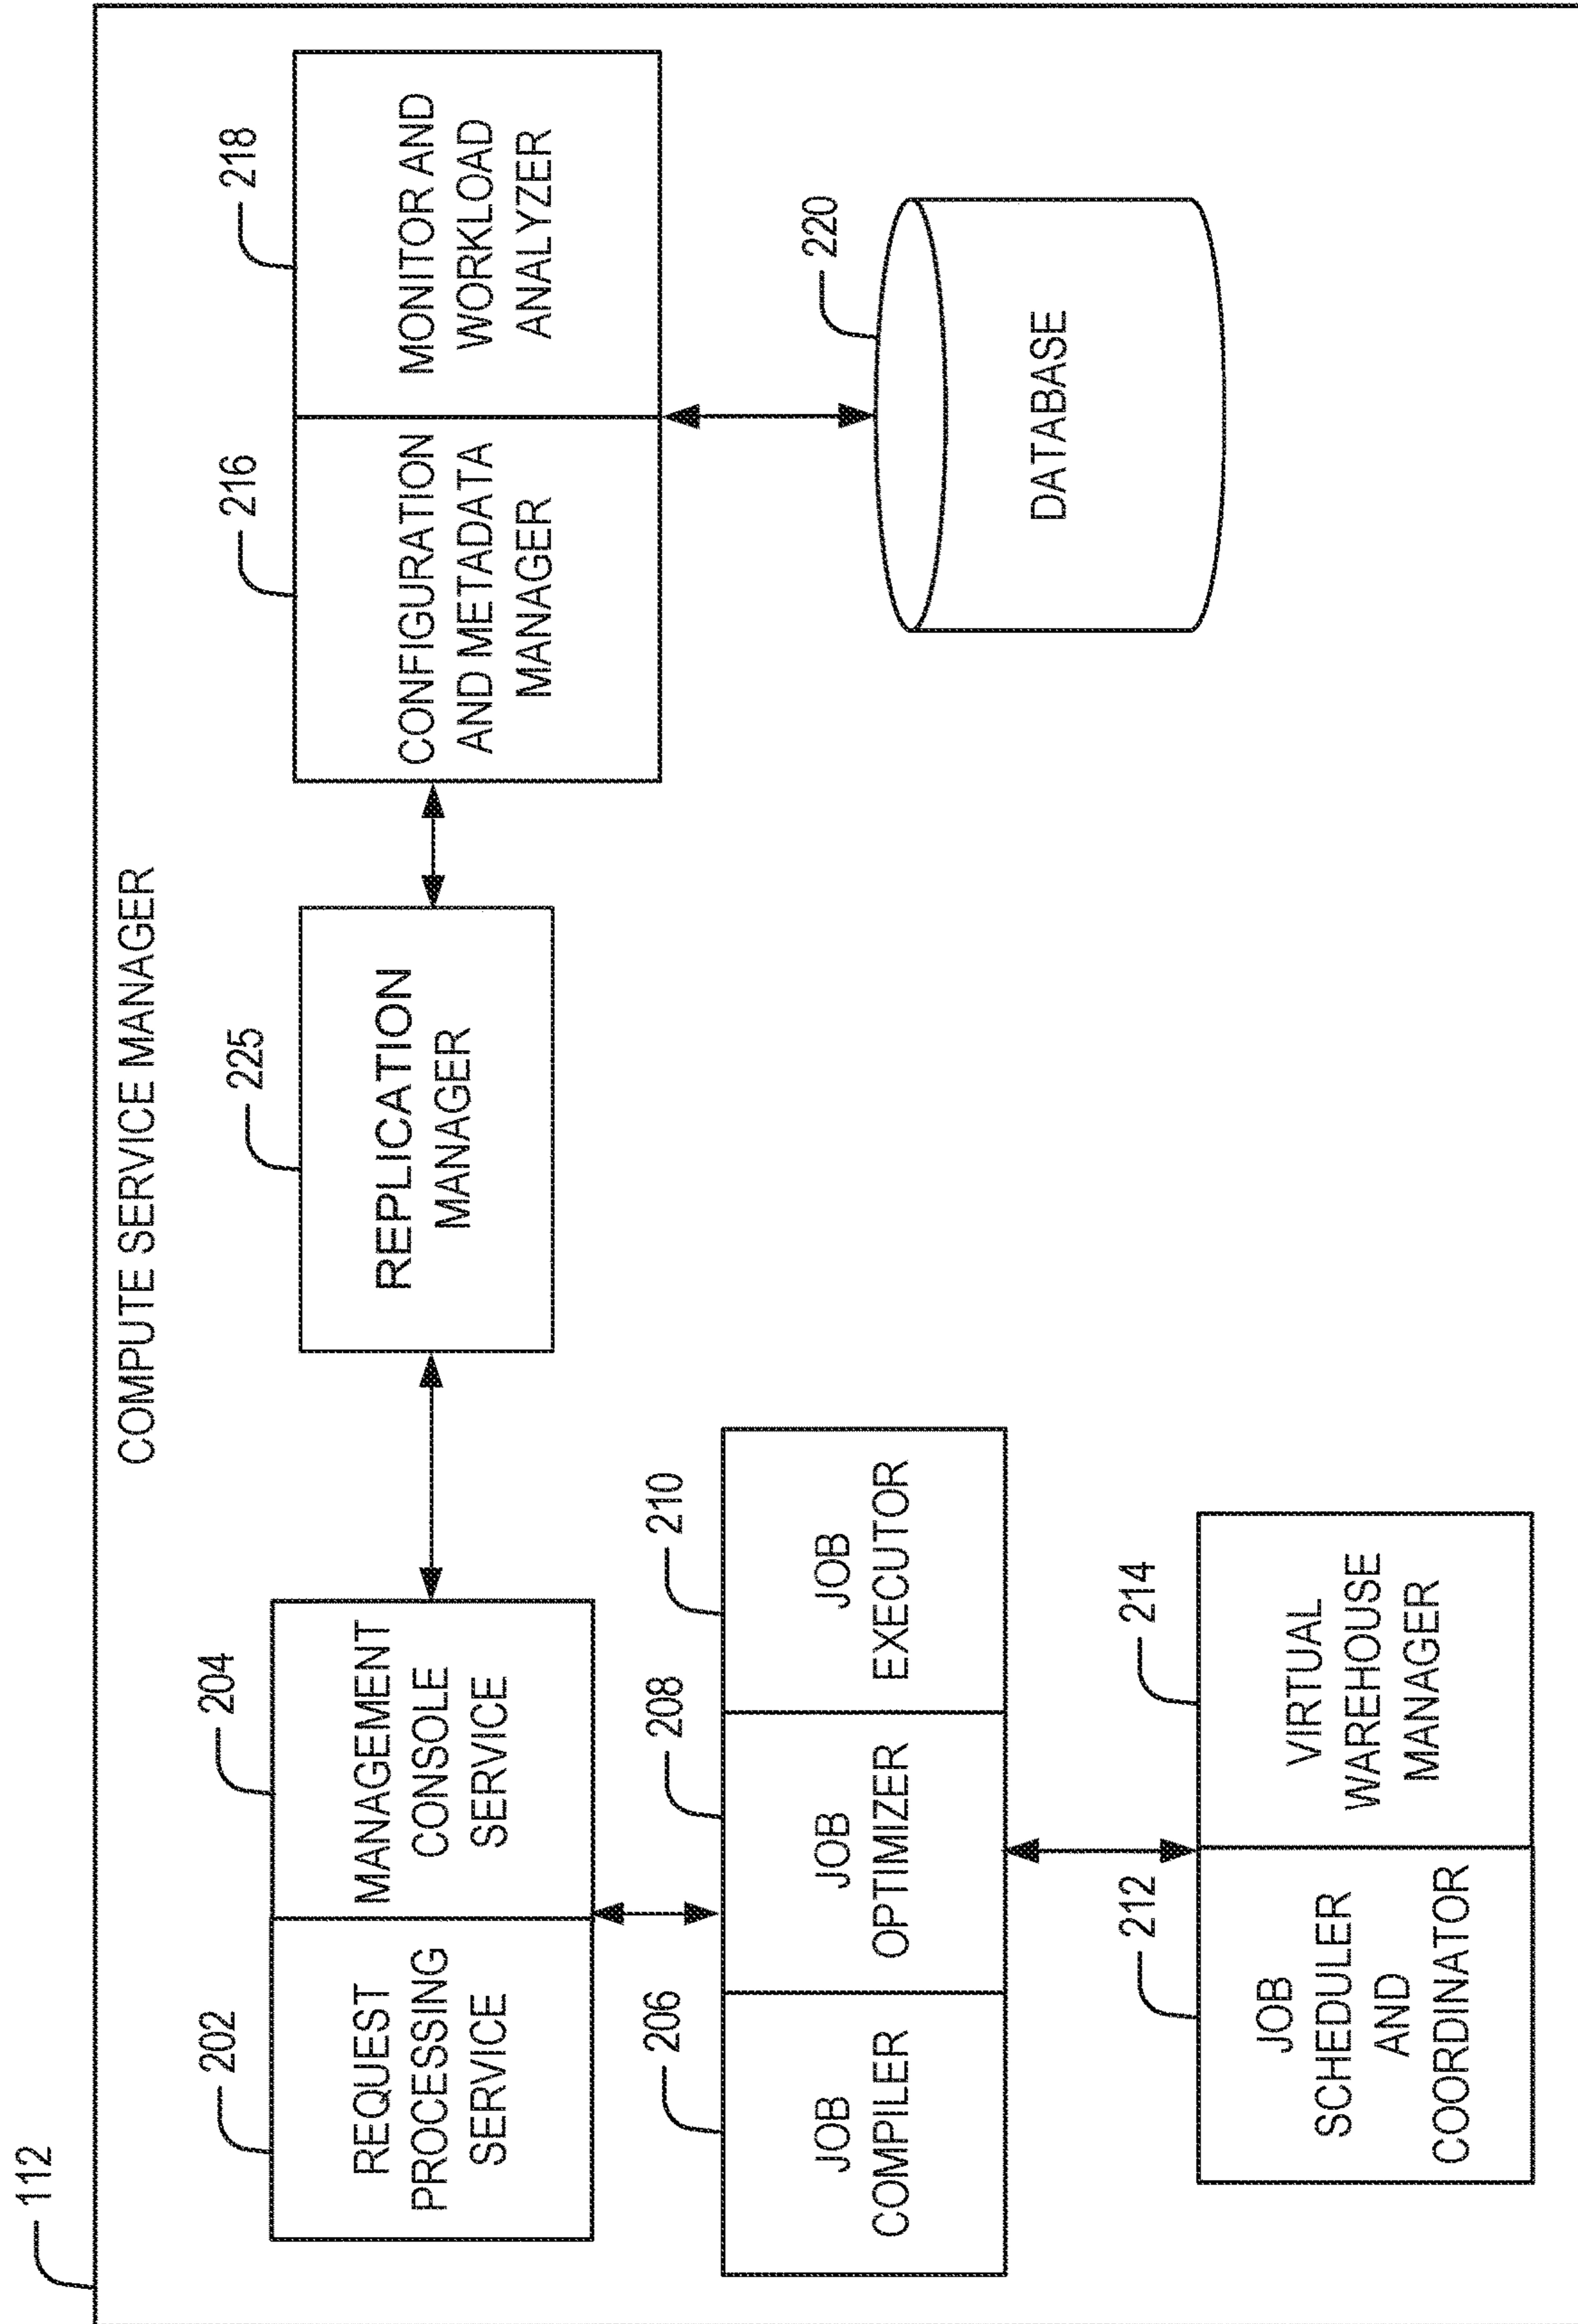 112
COMPUTE SERVICE MANAGER
202
REQUEST
PROCESSING
SERVICE
204
MANAGEMENT
CONSOLE
SERVICE
225
REPLICATION
MANAGER
216
CONFIGURATION
AND METADATA
MANAGER
218
MONITOR AND
WORKLOAD
ANALYZER
206
JOB
COMPILER
208
JOB
OPTIMIZER
210
JOB
EXECUTOR
220
DATABASE
212
JOB
SCHEDULER
AND
COORDINATOR
214
VIRTUAL
WAREHOUSE
MANAGER